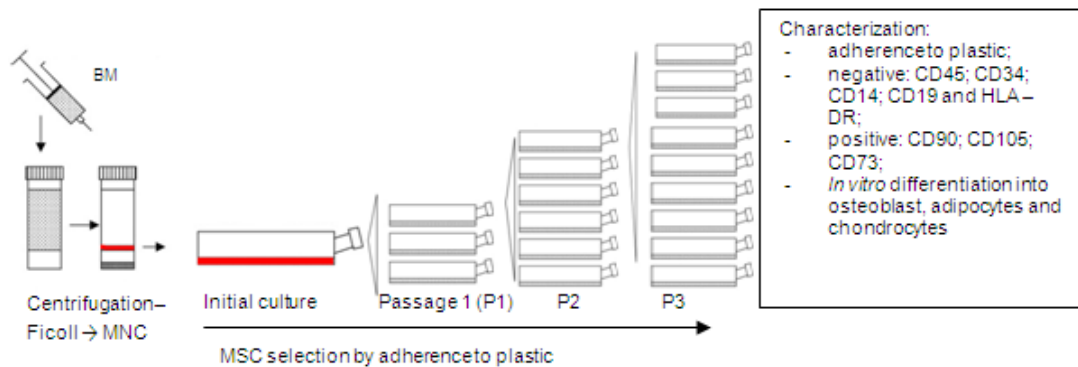 BM
Centrifugation–
Ficoll → MNC
Initial culture
Passage 1 (P1)
P2
P3
MSC selection by adherenceto plastic
Characterization:
- adherenceto plastic;
- negative: CD45; CD34;
CD14; CD19 and HLA–
DR;
- positive: CD90; CD105;
CD73;
- In vitro differentiation into
osteoblast, adipocytes and
chondrocytes